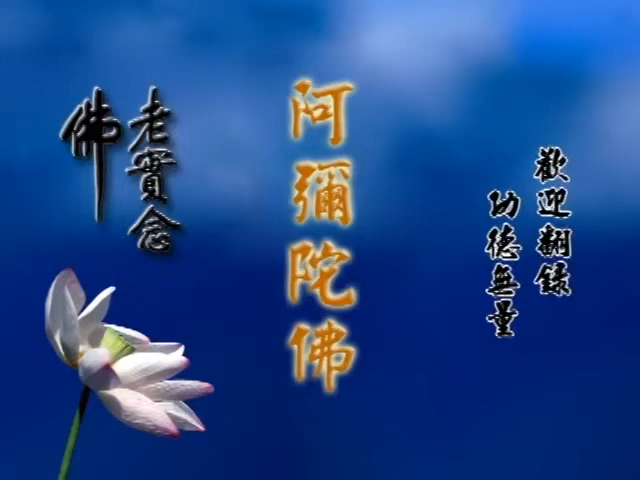 歡迎翻錄
功德無量
阿彌陀佛
老實念
佛